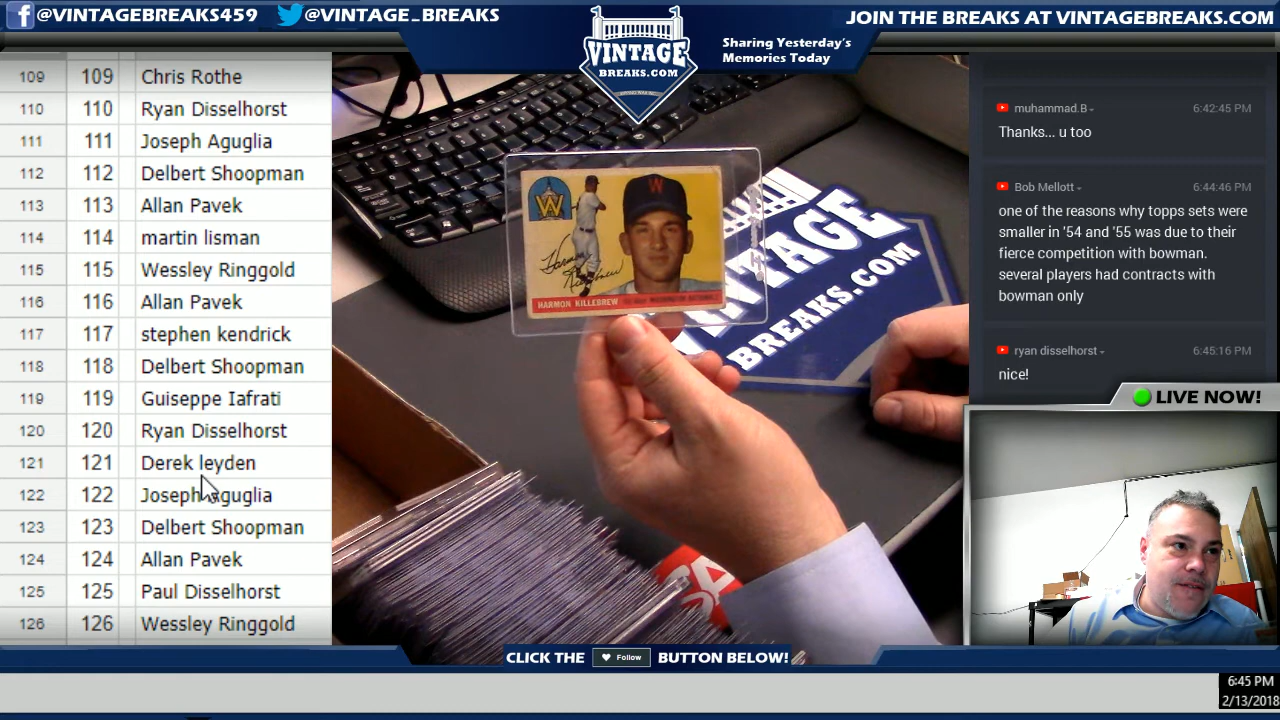 @VINTAGEBREAKS459
@VINTAGE_BREAKS
VINTAGE
BREAKS.COM
Sharing Yesterday's
Memories Today
JOIN THE BREAKS AT VINTAGEBREAKS.COM
109 109 Chris Rothe
110 110 Ryan Disselhorst
111 111 Joseph Aguglia
112 112 Delbert Shoopman
113 113 Allan Pavek
114 114 martin lisman
115 115 Wessley Ringgold
116 116 Allan Pavek
117 117 stephen kendrick
118 118 Delbert Shoopman
119 119 Guiseppe Iafrati
120 120 Ryan Disselhorst
121 121 Derek leyden
122 122 Joseph Aguglia
123 123 Delbert Shoopman
124 124 Allan Pavek
125 125 Paul Disselhorst
126 126 Wessley Ringgold
W
W
Harmon
Killebrew
HARMON KILLEBREW
VINTAGE
BREAKS.COM
muhammad.B 6:42:45 PM
Thanks... u too
Bob Mellott 6:44:46 PM
one of the reasons why topps sets were
smaller in '54 and '55 was due to their
fierce competition with bowman.
several players had contracts with
bowman only
ryan disselhorst 6:45:16 PM
nice!
LIVE NOW!
CLICK THE Follow BUTTON BELOW!
6:45 PM
2/13/2018